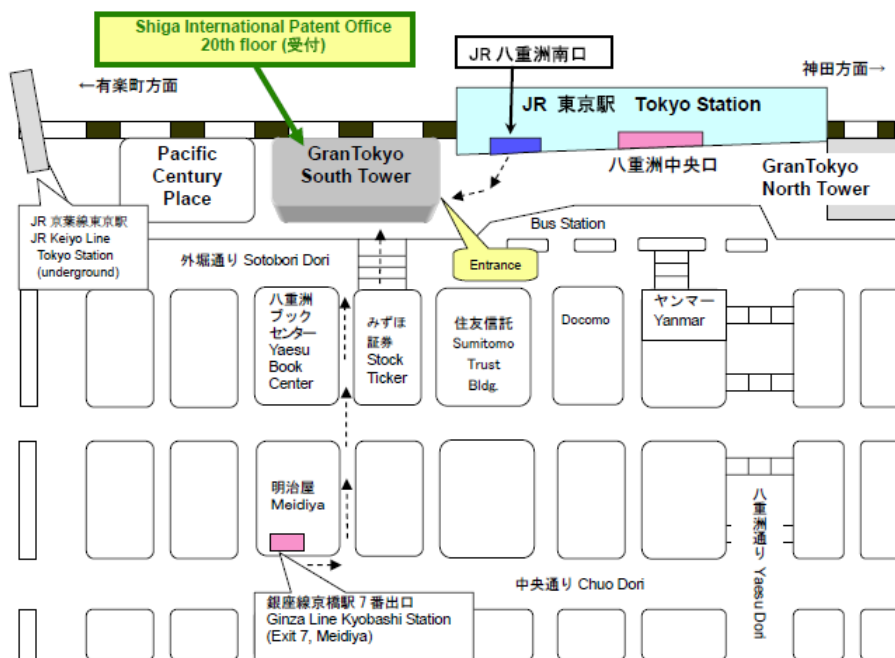 Shiga International Patent Office
20th floor (受付)
JR 八重洲南口
←有楽町方面
神田方面→
JR 東京駅 Tokyo Station
Pacific
Century
Place
GranTokyo
South Tower
八重洲中央口
GranTokyo
North Tower
JR 京葉線東京駅
JR Keiyo Line
Tokyo Station
(underground)
Bus Station
外堀通り Sotobori Dori
Entrance
八重洲
ブック
センター
Yaesu
Book
Center
みずほ
証券
Stock
Ticker
住友信託
Sumitomo
Trust
Bldg.
Docomo
ヤンマー
Yanmar
明治屋
Meidiya
八重洲通り Yaesu Dori
中央通り Chuo Dori
銀座線京橋駅 7 番出口
Ginza Line Kyobashi Station
(Exit 7, Meidiya)